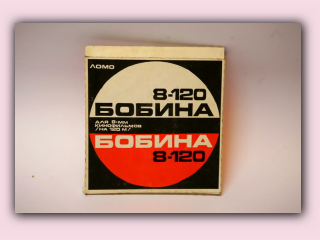 ЛОМО
8-120
БОБИНА
ДЛЯ 8-ММ
КИНОФИЛЬМОВ
/НА 120 М/
БОБИНА
8-120